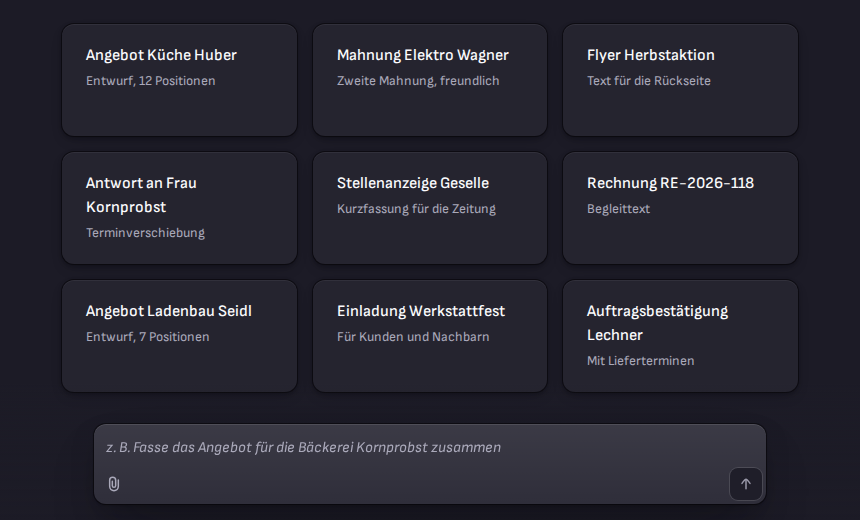 Angebot Küche Huber
Entwurf, 12 Positionen
Mahnung Elektro Wagner
Zweite Mahnung, freundlich
Flyer Herbstaktion
Text für die Rückseite
Antwort an Frau
Kornprobst
Terminverschiebung
Stellenanzeige Geselle
Kurzfassung für die Zeitung
Rechnung RE-2026-118
Begleittext
Angebot Ladenbau Seidl
Entwurf, 7 Positionen
Einladung Werkstattfest
Für Kunden und Nachbarn
Auftragsbestätigung
Lechner
Mit Lieferterminen
z. B. Fasse das Angebot für die Bäckerei Kornprobst zusammen